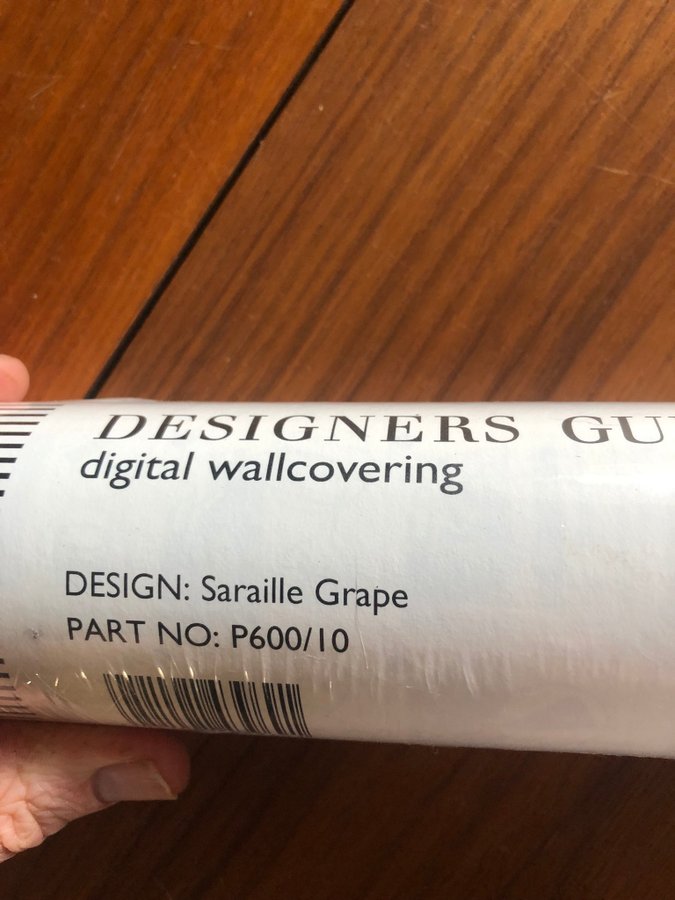 DESIGNERS GU
digital wallcovering
DESIGN: Saraille Grape
PART NO: P600/10